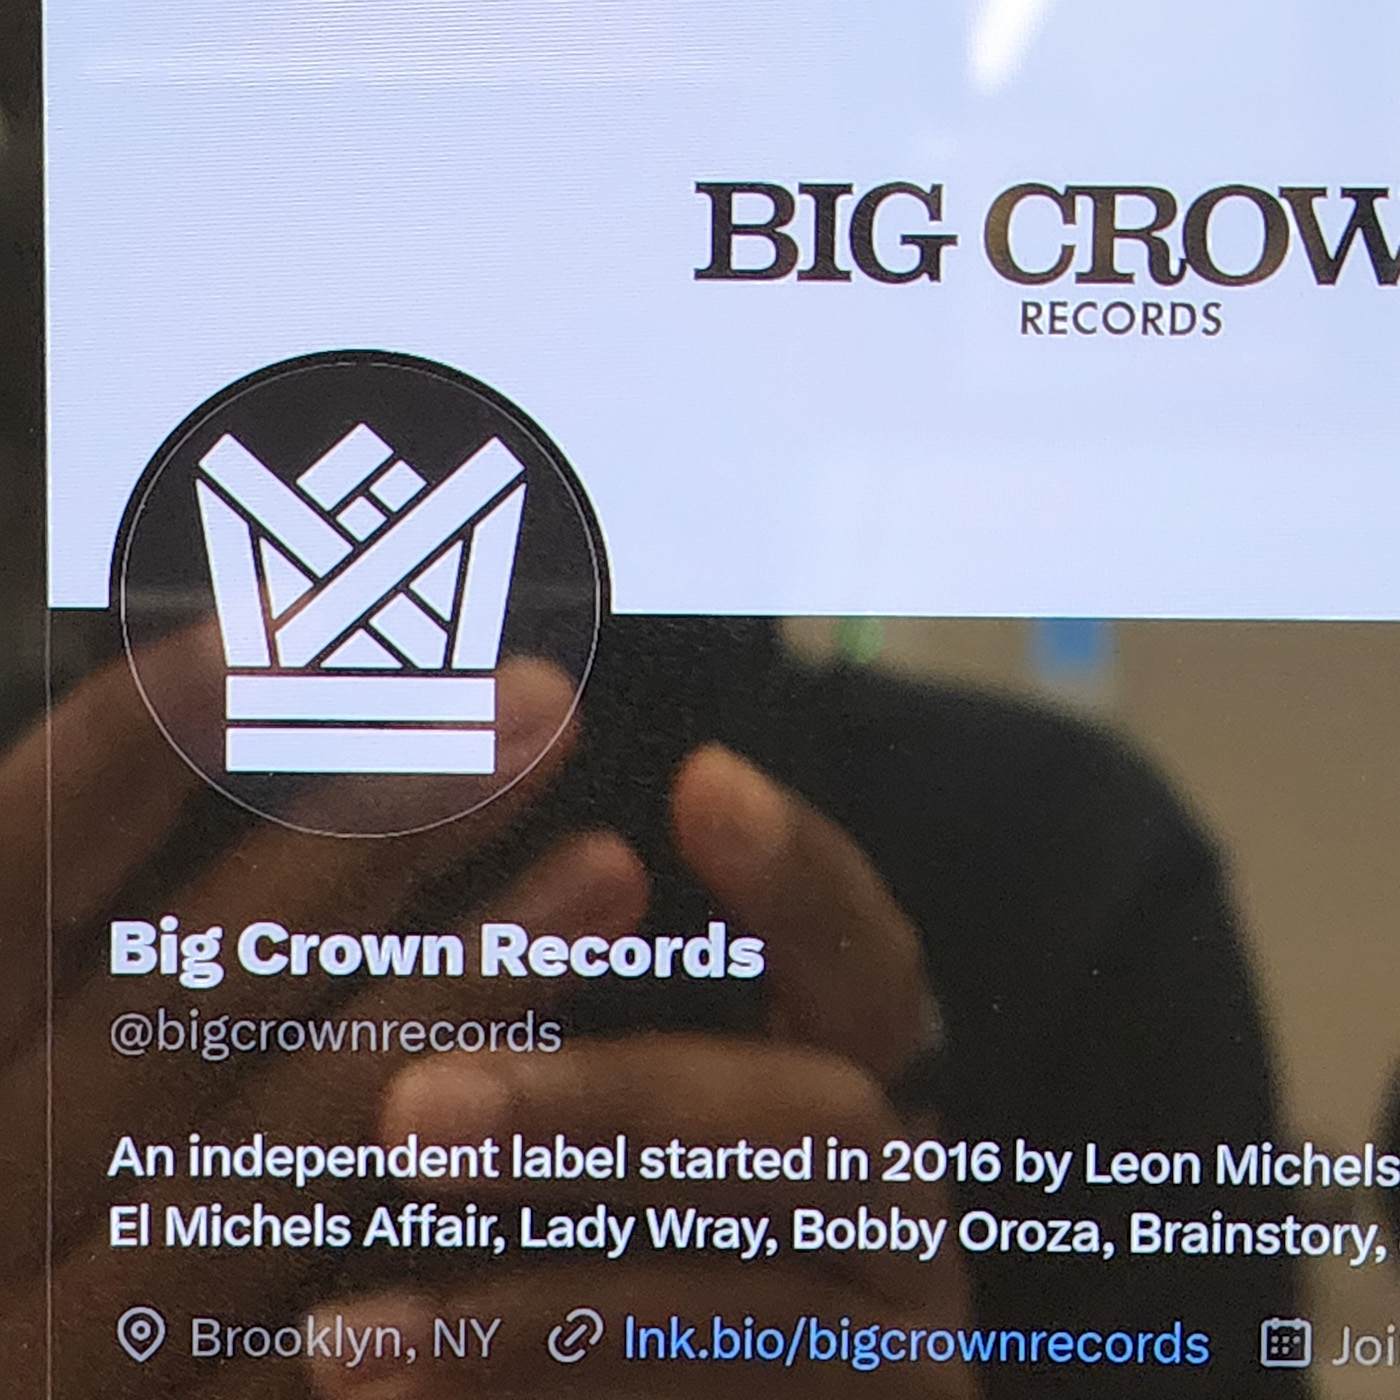 BIG CROW
RECORDS
Big Crown Records
@bigcrownrecords
An independent label started in 2016 by Leon Michels
El Michels Affair, Lady Wray, Bobby Oroza, Brainstory,
Brooklyn, NY lnk.bio/bigcrownrecords Joi